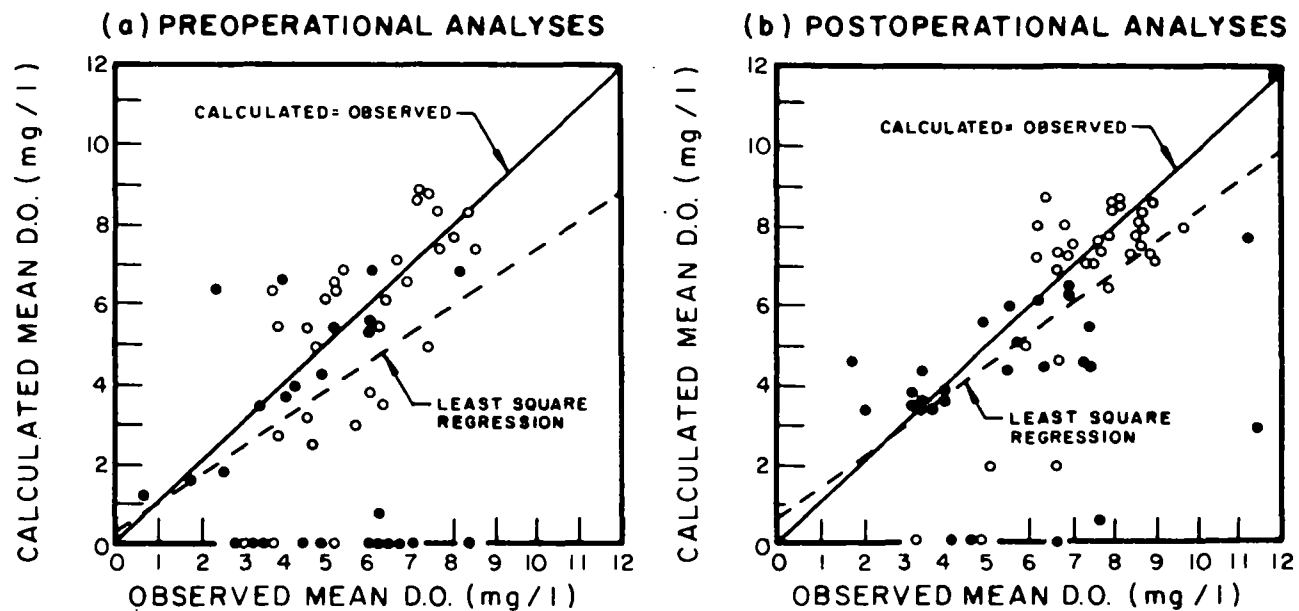 (a) PREOPERATIONAL ANALYSES
CALCULATED MEAN D.O. (mg/l)
12
10
8
6
4
2
0
CALCULATED= OBSERVED
LEAST SQUARE
REGRESSION
0 1 2 3 4 5 6 7 8 9 10 11 12
OBSERVED MEAN D.O. (mg/l)
(b) POSTOPERATIONAL ANALYSES
CALCULATED MEAN D.O. (mg/l)
12
10
8
6
4
2
0
CALCULATED= OBSERVED
LEAST SQUARE
REGRESSION
0 1 2 3 4 5 6 7 8 9 10 11 12
OBSERVED MEAN D.O. (mg/l)